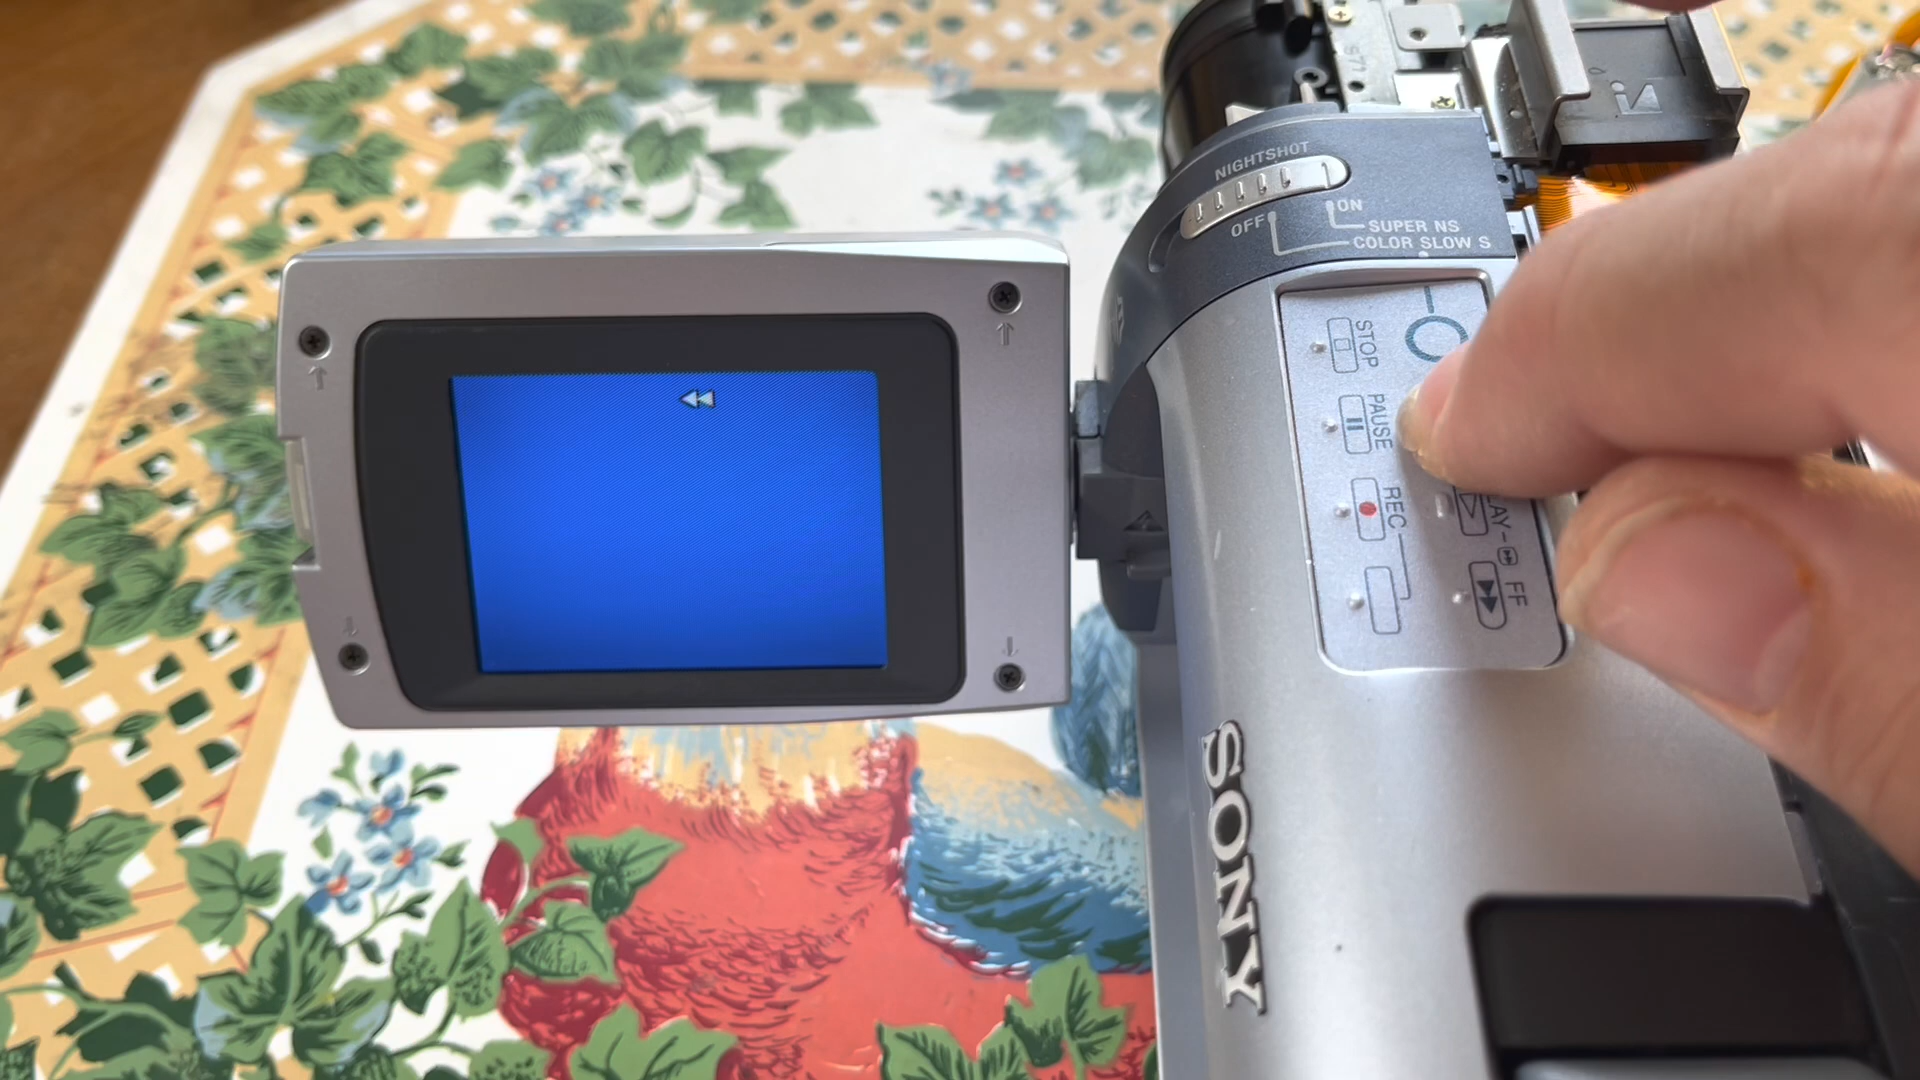 NIGHTSHOT
OFF
ON
SUPER NS
COLOR SLOW S
STOP
PAUSE
REC
FF
SONY